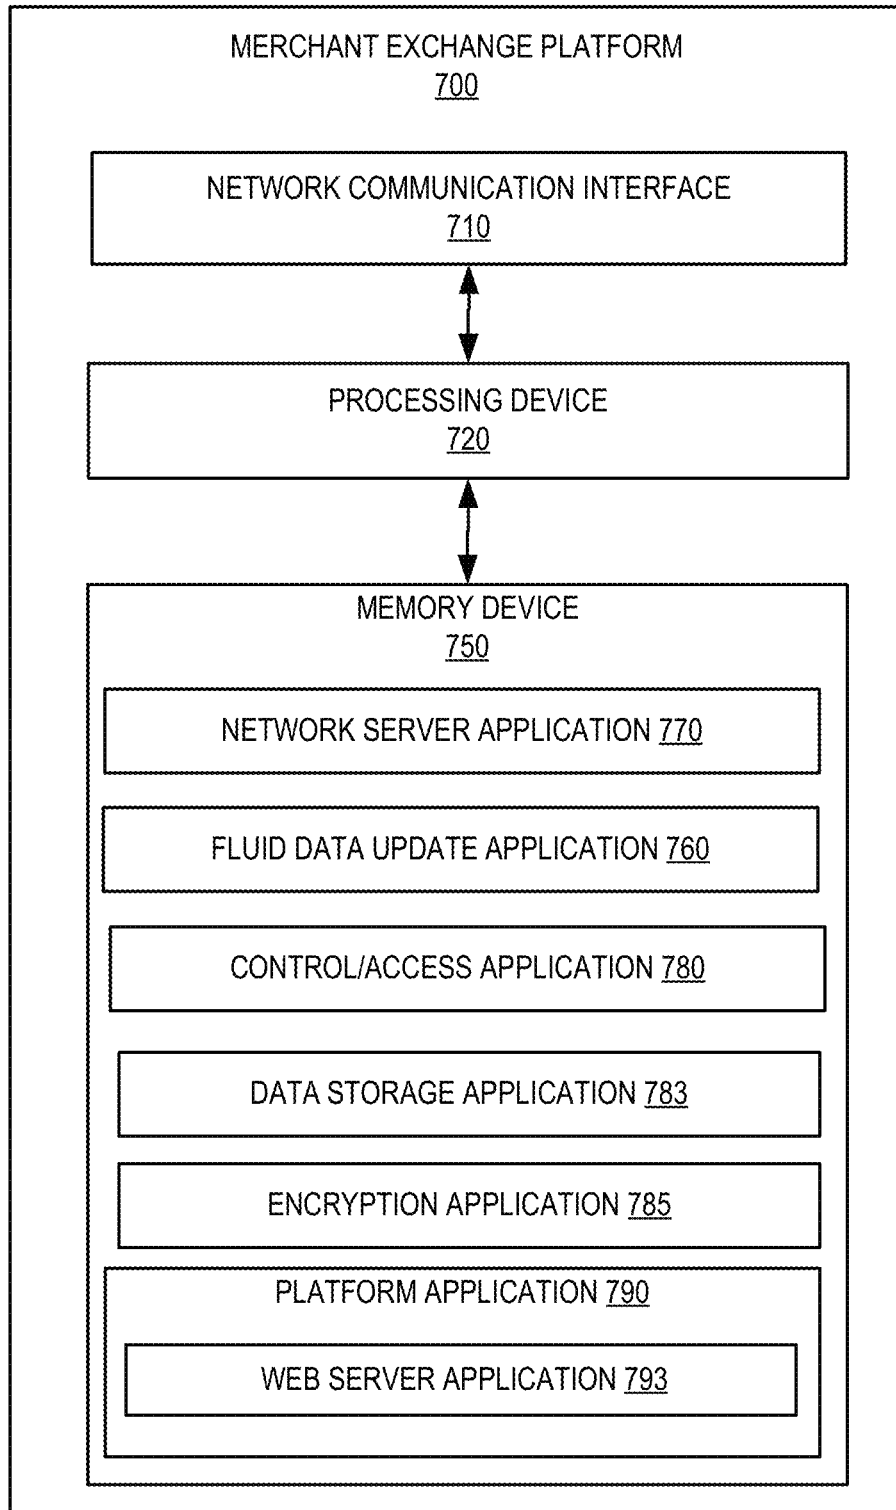 MERCHANT EXCHANGE PLATFORM
700
NETWORK COMMUNICATION INTERFACE
710
PROCESSING DEVICE
720
MEMORY DEVICE
750
NETWORK SERVER APPLICATION 770
FLUID DATA UPDATE APPLICATION 760
CONTROL/ACCESS APPLICATION 780
DATA STORAGE APPLICATION 783
ENCRYPTION APPLICATION 785
PLATFORM APPLICATION 790
WEB SERVER APPLICATION 793